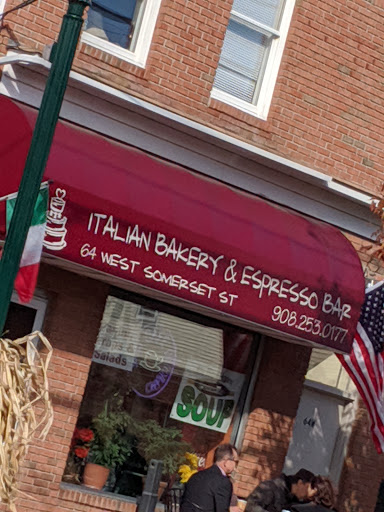 ITALIAN BAKERY & ESPRESSO BAR
64 WEST SOMERSET ST
908.253.0177
Salads
SOUP